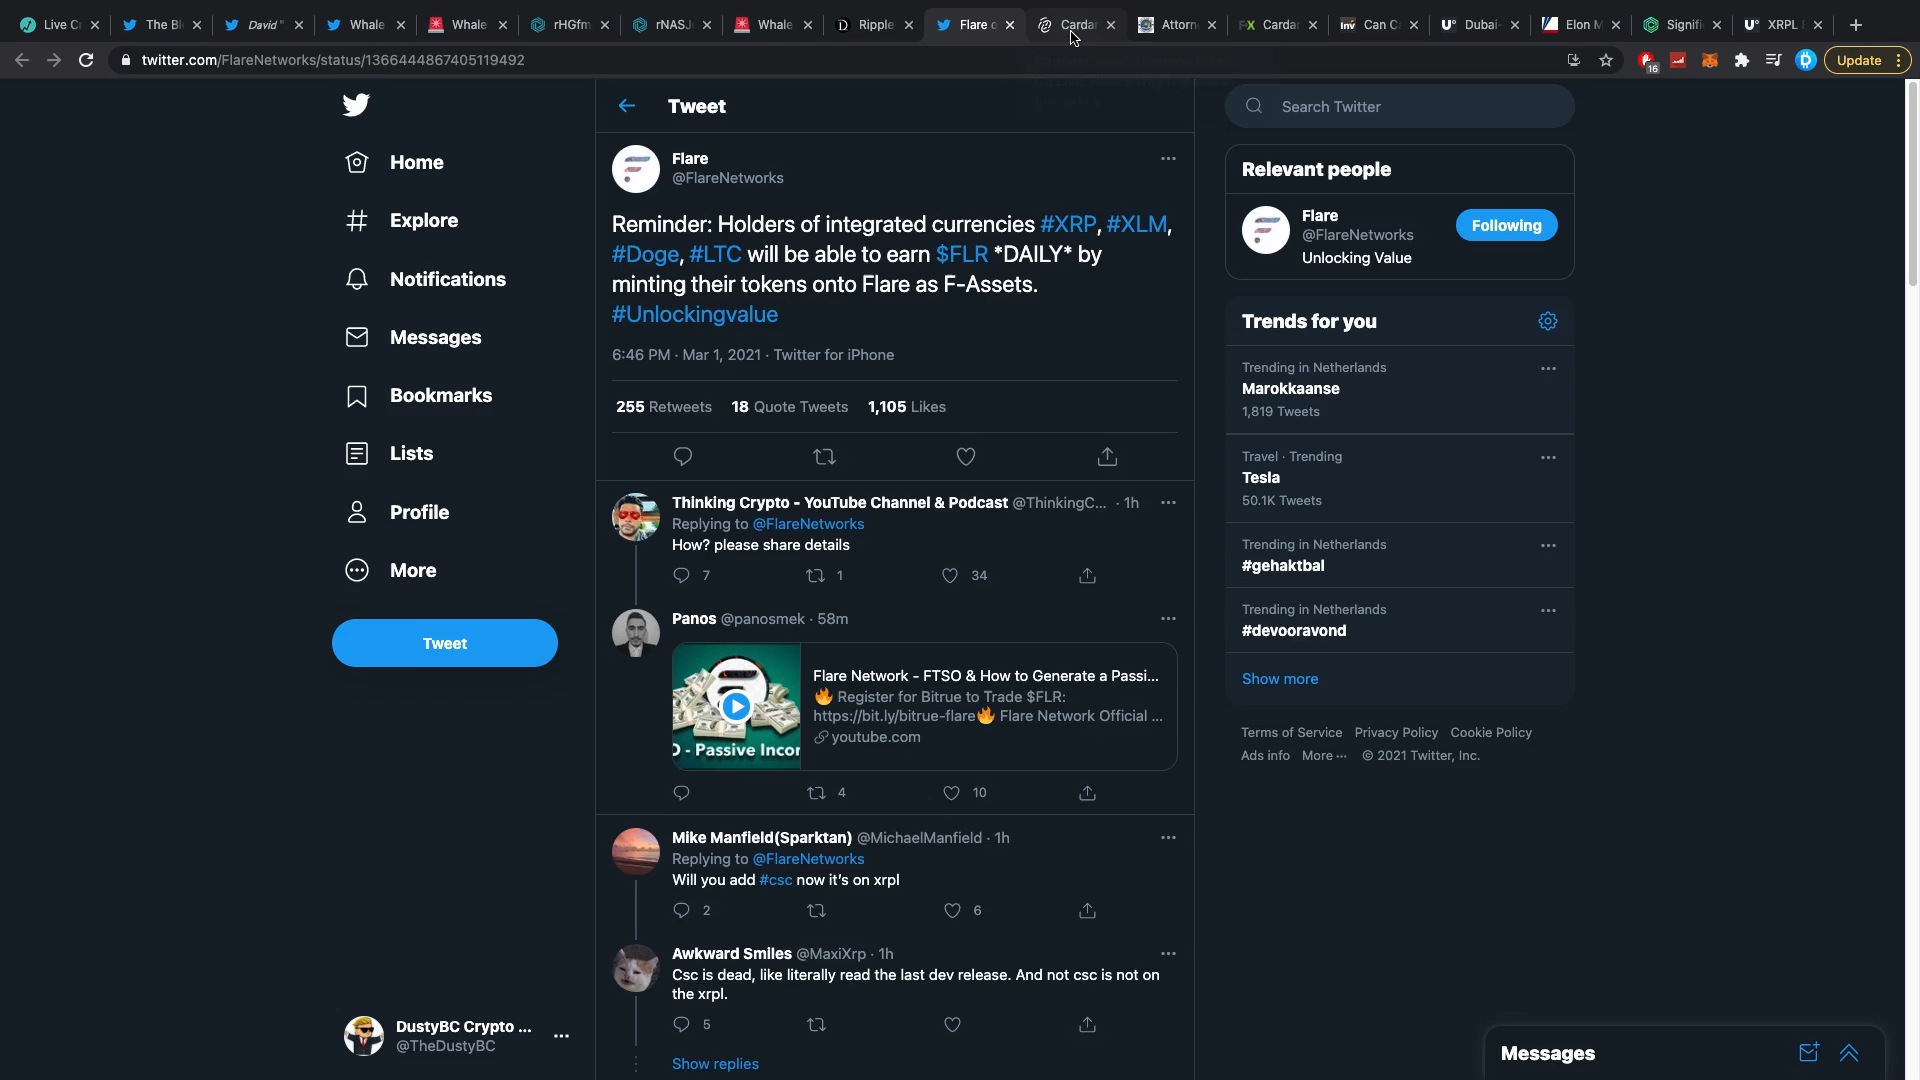 Live C
The Bl
David "
Whale
Whale
rHGfm
rNASJ
Whale
Ripple
Flare o
Cardar
Attorn
Cardar
Can C
Dubai-
Elon M
Signifi
XRPL
twitter.com/FlareNetworks/status/1366444867405119492
16
Update
Home
Explore
Notifications
Messages
Bookmarks
Lists
Profile
More
Tweet
DustyBC Crypto ...
@TheDustyBC
Tweet
Flare
@FlareNetworks
Reminder: Holders of integrated currencies #XRP, #XLM,
#Doge, #LTC will be able to earn $FLR *DAILY* by
minting their tokens onto Flare as F-Assets.
#Unlockingvalue
6:46 PM · Mar 1, 2021 · Twitter for iPhone
255 Retweets 18 Quote Tweets 1,105 Likes
Thinking Crypto - YouTube Channel & Podcast @ThinkingC... · 1h
Replying to @FlareNetworks
How? please share details
7 1 34
Panos @panosmek · 58m
O - Passive Incor
Flare Network - FTSO & How to Generate a Passi...
🔥 Register for Bitrue to Trade $FLR:
https://bit.ly/bitrue-flare🔥 Flare Network Official ...
youtube.com
4 10
Mike Manfield(Sparktan) @MichaelManfield · 1h
Replying to @FlareNetworks
Will you add #csc now it's on xrpl
2 6
Awkward Smiles @MaxiXrp · 1h
Csc is dead, like literally read the last dev release. And not csc is not on
the xrpl.
5
Show replies
Search Twitter
Relevant people
Flare
@FlareNetworks
Unlocking Value
Following
Trends for you
Trending in Netherlands
Marokkaanse
1,819 Tweets
Travel · Trending
Tesla
50.1K Tweets
Trending in Netherlands
#gehaktbal
Trending in Netherlands
#devooravond
Show more
Terms of Service Privacy Policy Cookie Policy
Ads info More ··· © 2021 Twitter, Inc.
Messages